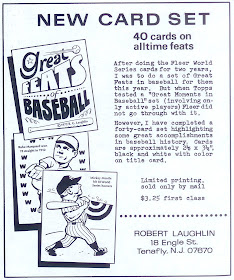 NEW CARD SET
40 cards on
alltime feats
Great
FEATS
OF
BASEBALL
After doing the Fleer World
Series cards for two years,
I was to do a set of Great
Feats in baseball for them
this year. But when Topps
tested a "Great Moments in
Baseball" set (involving on-
ly active players) Fleer did
not go through with it.
However, I have completed a
forty-card set highlighting
some great accomplishments
in baseball history. Cards
are approximately 2½ x 3½,
black and white with color
on title card.
Limited printing,
sold only by mail
$3.25 first class
ROBERT LAUGHLIN
18 Engle St.
Tenafly, N.J. 07670